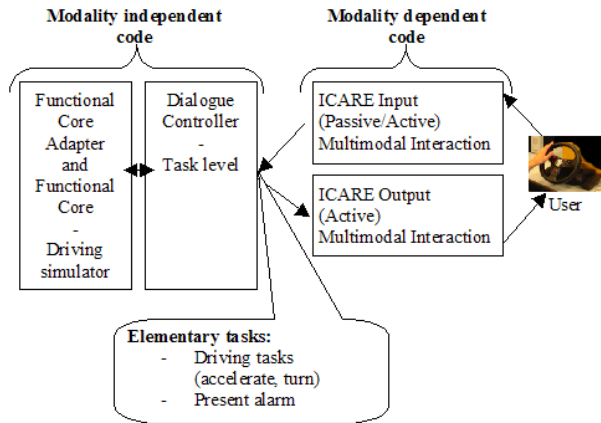 Modality independent
code
Modality dependent
code
Functional
Core
Adapter
and
Functional
Core
-
Driving
simulator
Dialogue
Controller
-
Task level
ICARE Input
(Passive/Active)
Multimodal Interaction
ICARE Output
(Active)
Multimodal Interaction
User
Elementary tasks:
- Driving tasks
(accelerate, turn)
- Present alarm